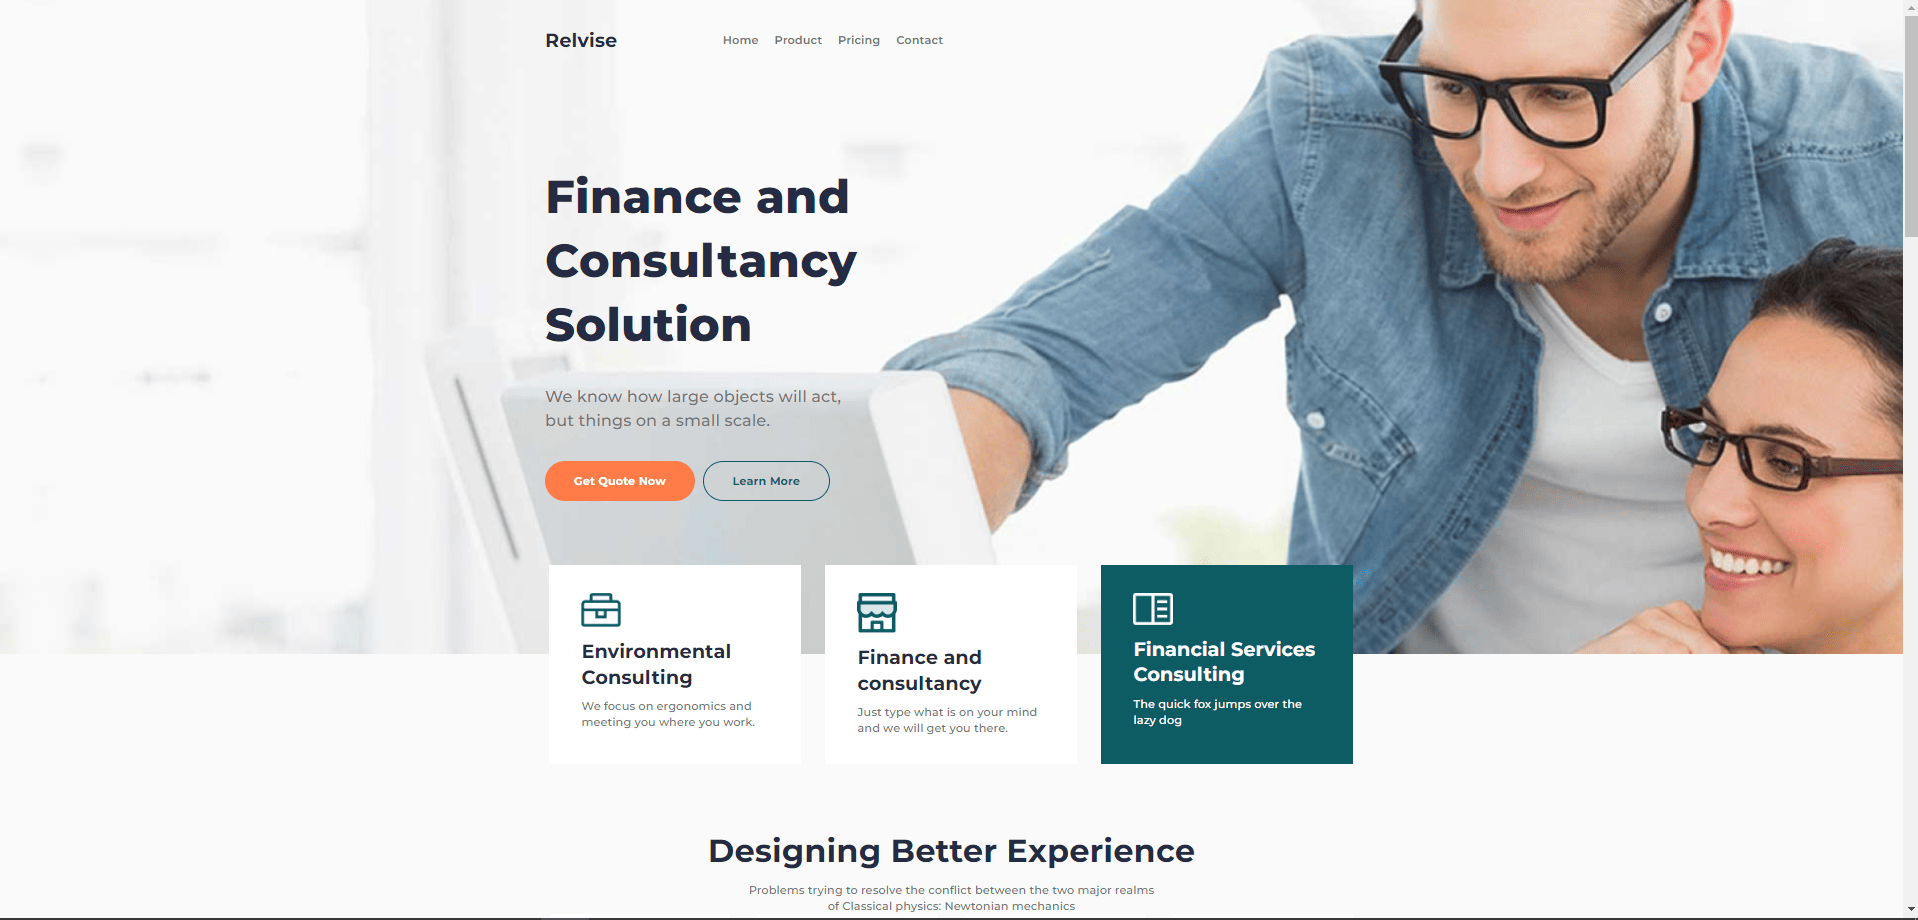 Relvise
Home Product Pricing Contact
Finance and
Consultancy
Solution
We know how large objects will act,
but things on a small scale.
Get Quote Now Learn More
Environmental
Consulting
We focus on ergonomics and
meeting you where you work.
Finance and
consultancy
Just type what is on your mind
and we will get you there.
Financial Services
Consulting
The quick fox jumps over the
lazy dog
Designing Better Experience
Problems trying to resolve the conflict between the two major realms
of Classical physics: Newtonian mechanics